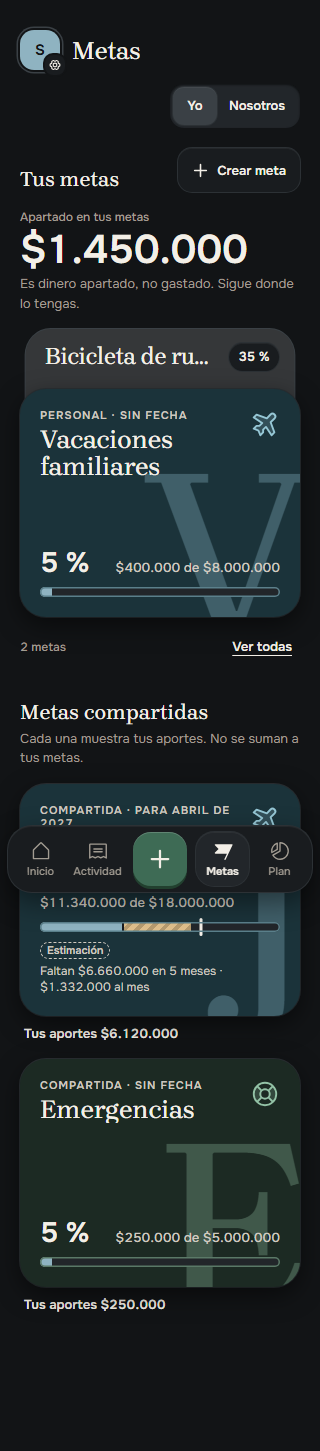 S
Metas
Yo
Nosotros
Tus metas
Crear meta
Apartado en tus metas
$1.450.000
Es dinero apartado, no gastado. Sigue donde
lo tengas.
Bicicleta de ru...
35 %
PERSONAL · SIN FECHA
Vacaciones
familiares
V
5 %
$400.000 de $8.000.000
2 metas
Ver todas
Metas compartidas
Cada una muestra tus aportes. No se suman a
tus metas.
COMPARTIDA · PARA ABRIL DE
2027
Inicio
Actividad
Metas
Plan
$11.340.000 de $18.000.000
Estimación
Faltan $6.660.000 en 5 meses ·
$1.332.000 al mes
Tus aportes $6.120.000
COMPARTIDA · SIN FECHA
Emergencias
E
5 %
$250.000 de $5.000.000
Tus aportes $250.000